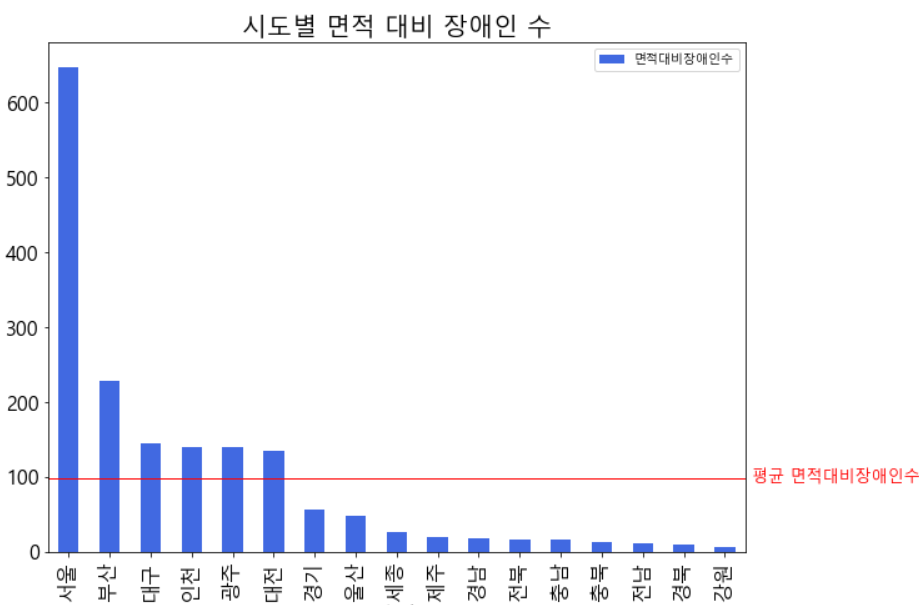 시도별 면적 대비 장애인 수
면적대비장애인수
600
500
400
300
200
100
0
평균 면적대비장애인수
서울
부산
대구
인천
광주
대전
경기
울산
세종
제주
경남
전북
충남
충북
전남
경북
강원